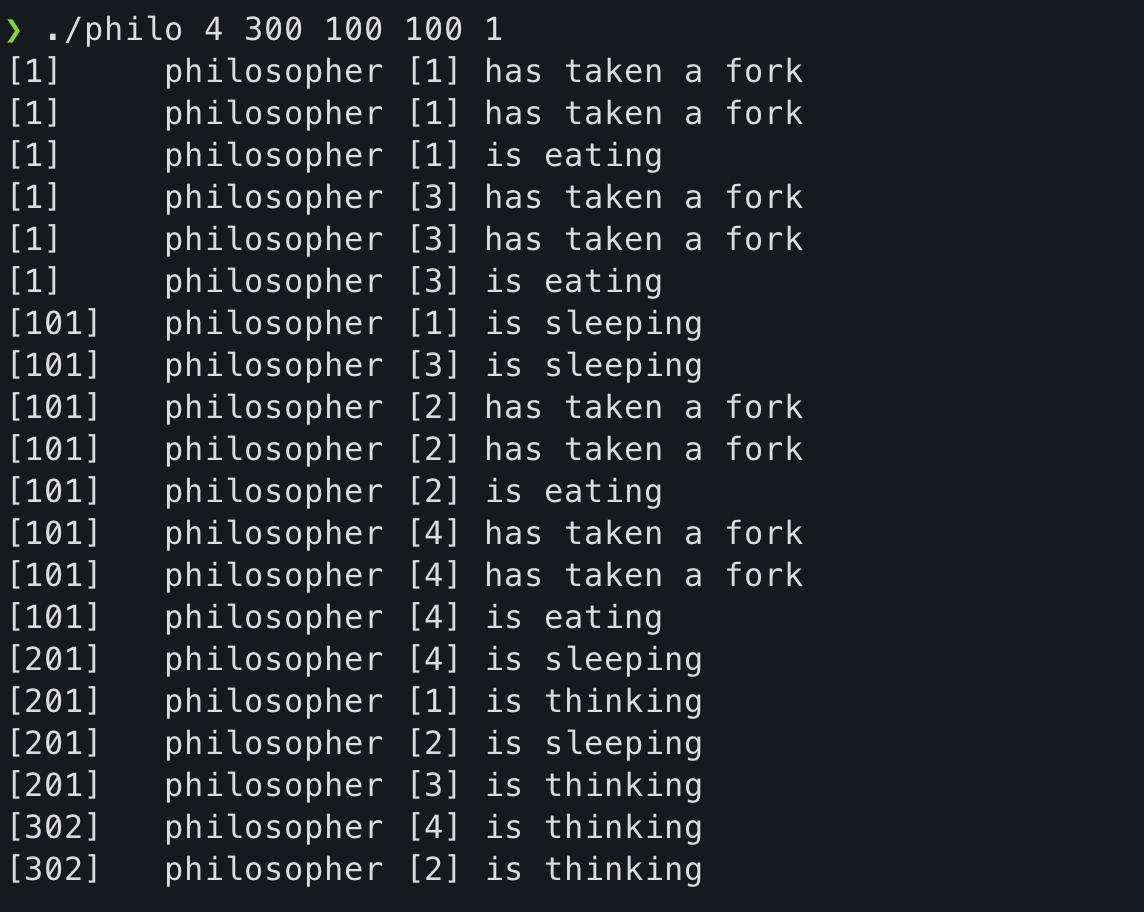 ❯ ./philo 4 300 100 100 1
[1] philosopher [1] has taken a fork
[1] philosopher [1] has taken a fork
[1] philosopher [1] is eating
[1] philosopher [3] has taken a fork
[1] philosopher [3] has taken a fork
[1] philosopher [3] is eating
[101] philosopher [1] is sleeping
[101] philosopher [3] is sleeping
[101] philosopher [2] has taken a fork
[101] philosopher [2] has taken a fork
[101] philosopher [2] is eating
[101] philosopher [4] has taken a fork
[101] philosopher [4] has taken a fork
[101] philosopher [4] is eating
[201] philosopher [4] is sleeping
[201] philosopher [1] is thinking
[201] philosopher [2] is sleeping
[201] philosopher [3] is thinking
[302] philosopher [4] is thinking
[302] philosopher [2] is thinking